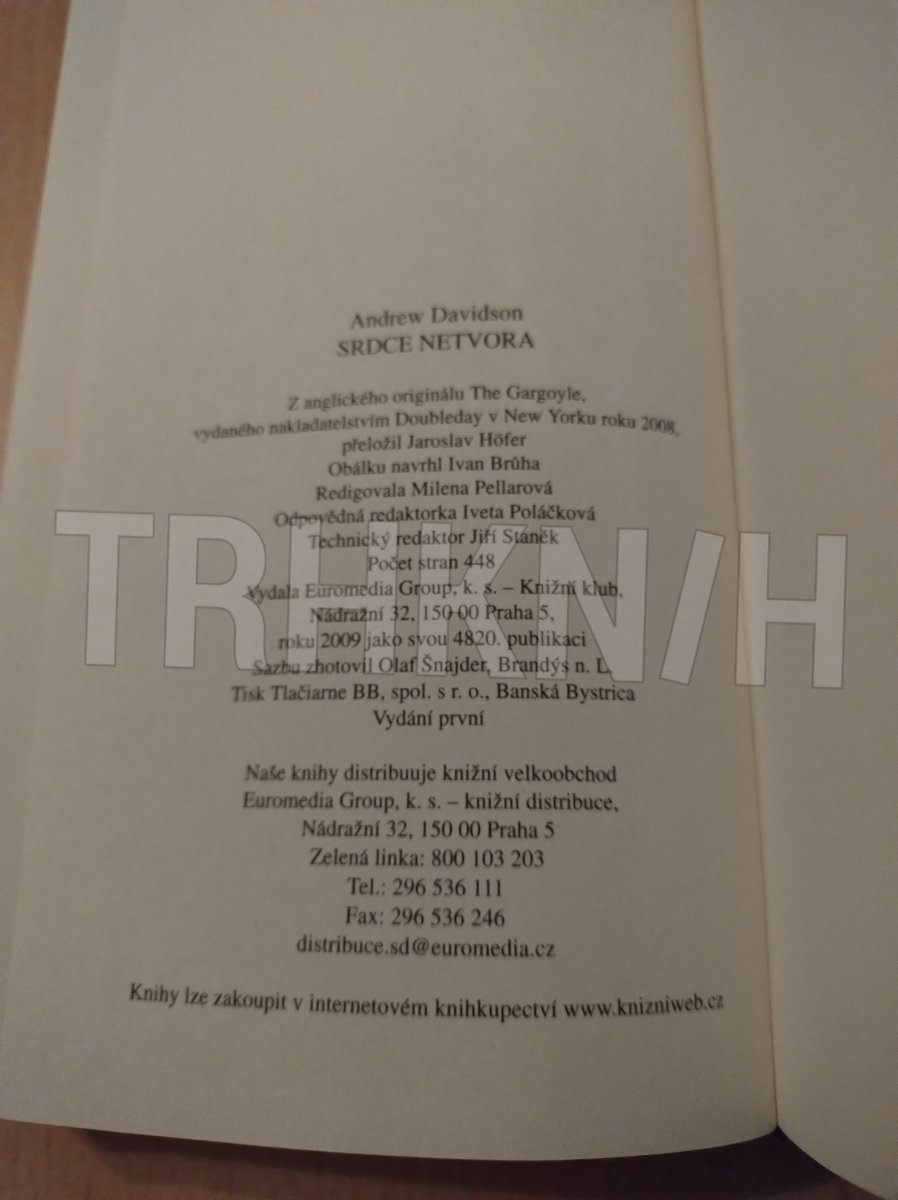 Andrew Davidson
SRDCE NETVORA
Z anglického originálu The Gargoyle,
vydaného nakladatelstvím Doubleday v New Yorku roku 2008,
přeložil Jaroslav Höfer
Obálku navrhl Ivan Brůha
Redigovala Milena Pellarová
Odpovědná redaktorka Iveta Poláčková
Technický redaktor Jiří Staněk
Počet stran 448
Vydala Euromedia Group, k. s. – Knižní klub,
Nádražní 32, 150 00 Praha 5,
roku 2009 jako svou 4820. publikaci
Sazbu zhotovil Olaf Šnajder, Brandýs n. L.
Tisk Tlačiarne BB, spol. s r. o., Banská Bystrica
Vydání první
Naše knihy distribuuje knižní velkoobchod
Euromedia Group, k. s. – knižní distribuce,
Nádražní 32, 150 00 Praha 5
Zelená linka: 800 103 203
Tel.: 296 536 111
Fax: 296 536 246
distribuce.sd@euromedia.cz
Knihy lze zakoupit v internetovém knihkupectví www.knizniweb.cz